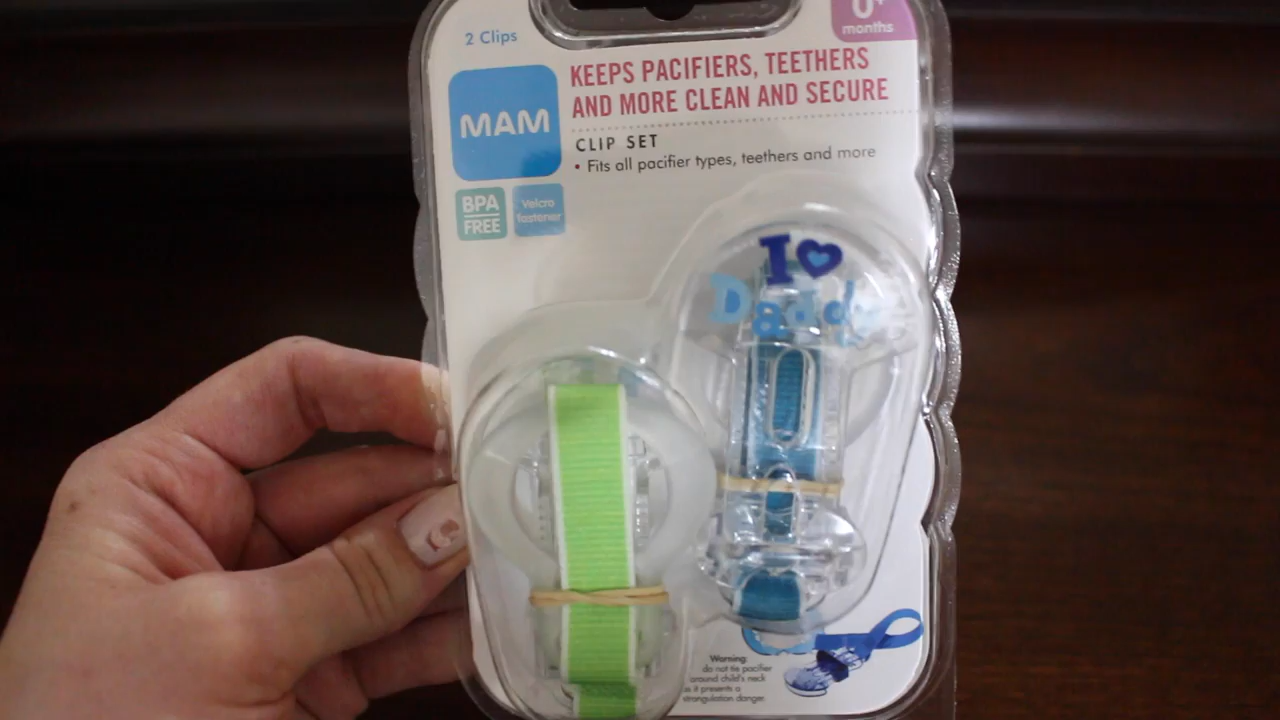 2 Clips
0+
months
MAM
KEEPS PACIFIERS, TEETHERS
AND MORE CLEAN AND SECURE
CLIP SET
• Fits all pacifier types, teethers and more
BPA
FREE
Velcro
fastener
I
Daddy
Warning:
do not tie pacifier
around child's neck
as it presents a
strangulation danger